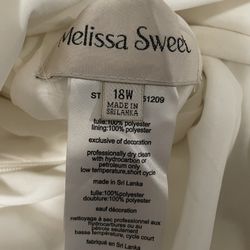 Melissa Sweet
18W
MADE IN
SRI LANKA
ST 51209
tulle:100% polyester
lining:100% polyester
exclusive of decoration
professionally dry clean
with hydrocarbon or
petroleum only
low temperature,short cycle
made in Sri Lanka
tulle:100% polyester
doublure:100% polyester
sauf décoration
nettoyage à sec professionnel
aux hydrocarbures ou au
pétrole seulement
basse température, cycle court
fabriqué en Sri Lanka